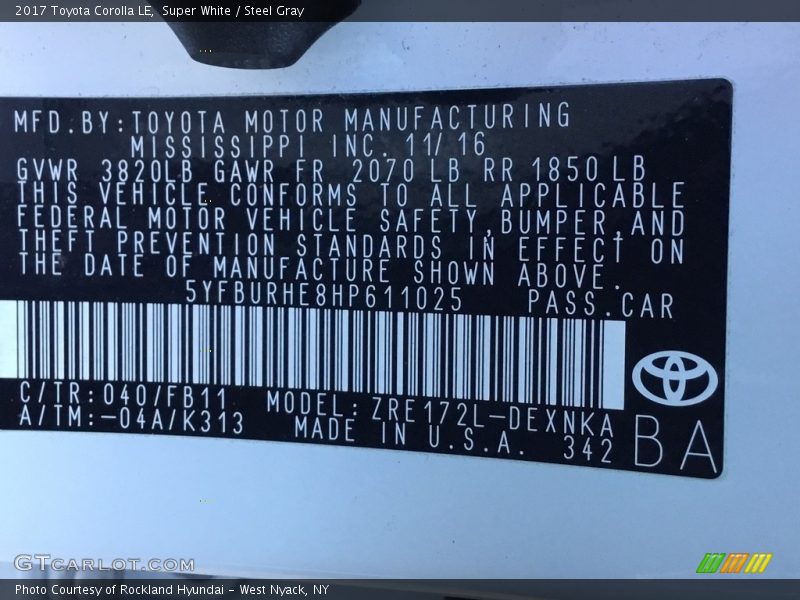 2017 Toyota Corolla LE, Super White / Steel Gray
MFD.BY:TOYOTA MOTOR MANUFACTURING
MISSISSIPPI INC. 11/16
GVWR 3820LB GAWR FR 2070 LB RR 1850 LB
THIS VEHICLE CONFORMS TO ALL APPLICABLE
FEDERAL MOTOR VEHICLE SAFETY,BUMPER,AND
THEFT PREVENTION STANDARDS IN EFFECT ON
THE DATE OF MANUFACTURE SHOWN ABOVE.
5YFBURHE8HP611025 PASS.CAR
C/TR:040/FB11 MODEL:ZRE172L-DEXNKA
A/TM:-04A/K313 MADE IN U.S.A. 342 BA
GTCARLOT.COM
Photo Courtesy of Rockland Hyundai - West Nyack, NY